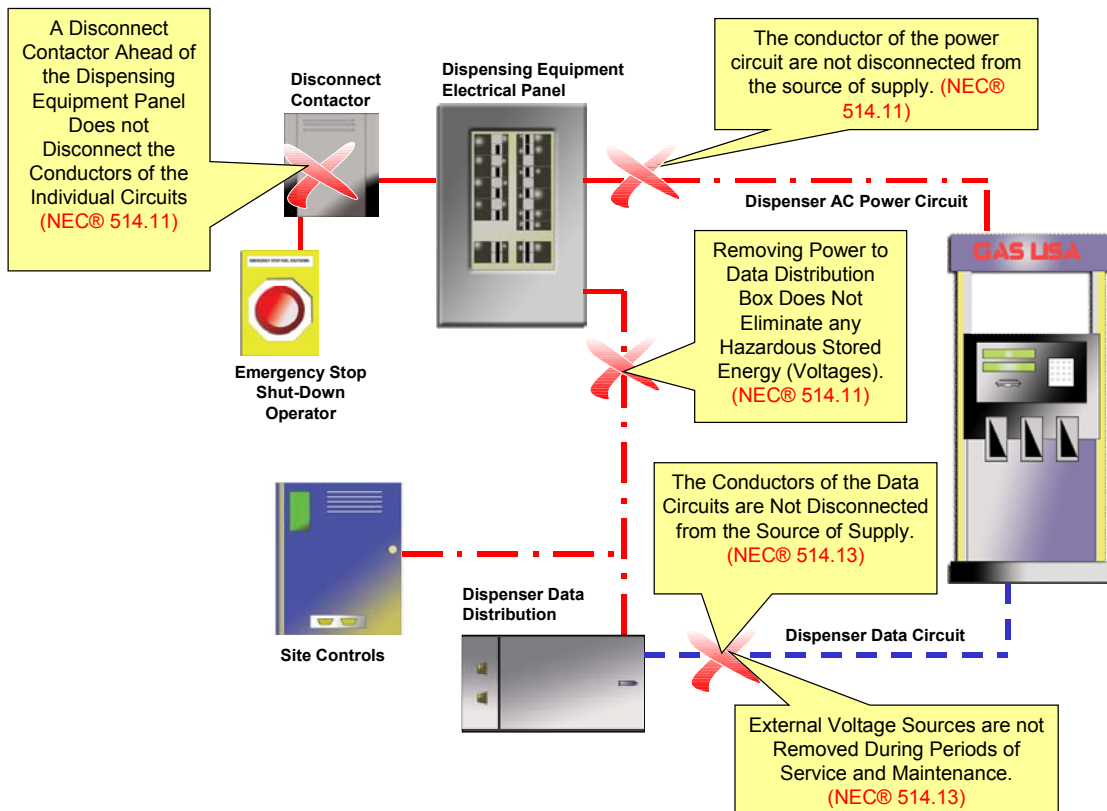 A Disconnect
Contactor Ahead of
the Dispensing
Equipment Panel
Does not
Disconnect the
Conductors of the
Individual Circuits
(NEC® 514.11)
Disconnect
Contactor
Dispensing Equipment
Electrical Panel
The conductor of the power
circuit are not disconnected from
the source of supply. (NEC®
514.11)
Dispenser AC Power Circuit
GAS USA
EMERGENCY STOP FUEL
Emergency Stop
Shut-Down
Operator
Removing Power to
Data Distribution
Box Does Not
Eliminate any
Hazardous Stored
Energy (Voltages).
(NEC® 514.11)
The Conductors of the Data
Circuits are Not Disconnected
from the Source of Supply.
(NEC® 514.13)
Site Controls
Dispenser Data
Distribution
Dispenser Data Circuit
External Voltage Sources are not
Removed During Periods of
Service and Maintenance.
(NEC® 514.13)